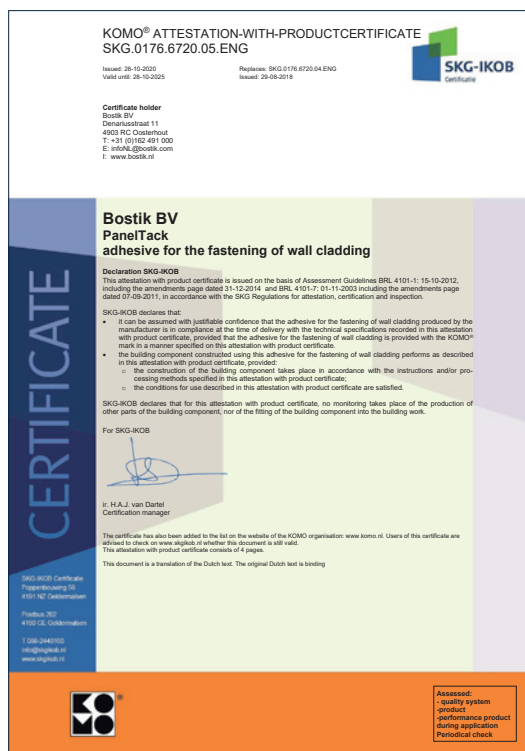 KOMO® ATTESTATION-WITH-PRODUCTCERTIFICATE
SKG.0176.6720.05.ENG
Issued: 28-10-2020
Replaces: SKG.0176.6720.04.ENG
Valid until: 28-10-2025
Issued: 29-08-2018
SKG-IKOB
Certificatie
Certificate holder
Bostik BV
Denariusstraat 11
4903 RC Oosterhout
T: +31 (0)162 491 000
E: infoNL@bostik.com
I: www.bostik.nl
Bostik BV
PanelTack
adhesive for the fastening of wall cladding
Declaration SKG-IKOB
This attestation with product certificate is issued on the basis of Assessment Guidelines BRL 4101-1: 15-10-2012,
including the amendments page dated 31-12-2014 and BRL 4101-7: 01-11-2003 including the amendments page
dated 07-09-2011, in accordance with the SKG Regulations for attestation, certification and inspection.
SKG-IKOB declares that:
• it can be assumed with justifiable confidence that the adhesive for the fastening of wall cladding produced by the
manufacturer is in compliance at the time of delivery with the technical specifications recorded in this attestation
with product certificate, provided that the adhesive for the fastening of wall cladding is provided with the KOMO®
mark in a manner specified on this attestation with product certificate.
• the building component constructed using this adhesive for the fastening of wall cladding performs as described
in this attestation with product certificate, provided:
o the construction of the building component takes place in accordance with the instructions and/or pro-
cessing methods specified in this attestation with product certificate;
o the conditions for use described in this attestation with product certificate are satisfied.
SKG-IKOB declares that for this attestation with product certificate, no monitoring takes place of the production of
other parts of the building component, nor of the fitting of the building component into the building work.
For SKG-IKOB
ir. H.A.J. van Dartel
Certification manager
The certificate has also been added to the list on the website of the KOMO organisation: www.komo.nl. Users of this certificate are
advised to check on www.skgikob.nl whether this document is still valid.
This attestation with product certificate consists of 4 pages.
This document is a translation of the Dutch text. The original Dutch text is binding
CERTIFICATE
SKG-IKOB Certificatie
Poppenbouwing 56
4191 NZ Geldermalsen
Postbus 202
4190 CE Geldermalsen
T 088-2440100
info@skgikob.nl
www.skgikob.nl
KOMO®
Assessed:
- quality system
-product
-performance product
during application
Periodical check